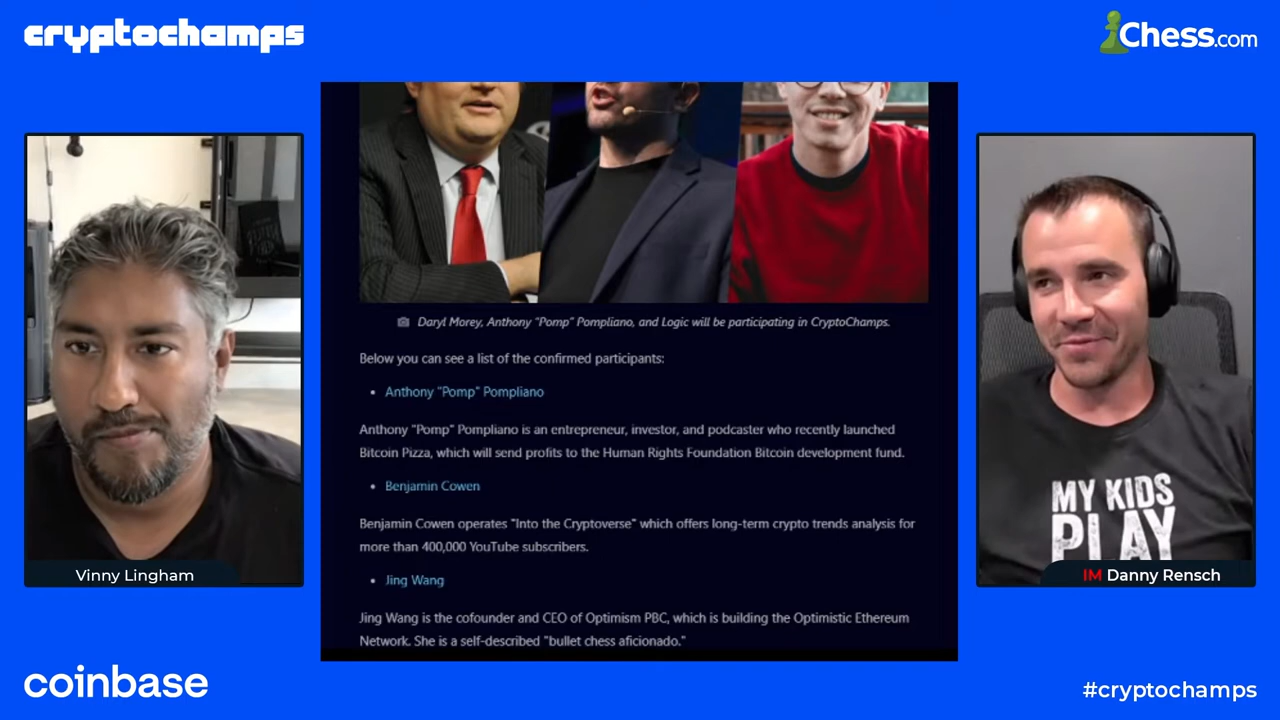 cryptochamps
Chess.com
Daryl Morey, Anthony "Pomp" Pompliano, and Logic will be participating in CryptoChamps.
Below you can see a list of the confirmed participants:
• Anthony "Pomp" Pompliano
Anthony "Pomp" Pompliano is an entrepreneur, investor, and podcaster who recently launched
Bitcoin Pizza, which will send profits to the Human Rights Foundation Bitcoin development fund.
• Benjamin Cowen
Benjamin Cowen operates "Into the Cryptoverse" which offers long-term crypto trends analysis for
more than 400,000 YouTube subscribers.
• Jing Wang
Jing Wang is the cofounder and CEO of Optimism PBC, which is building the Optimistic Ethereum
Network. She is a self-described "bullet chess aficionado."
Vinny Lingham
MY KIDS
PLAY
IM Danny Rensch
coinbase
#cryptochamps